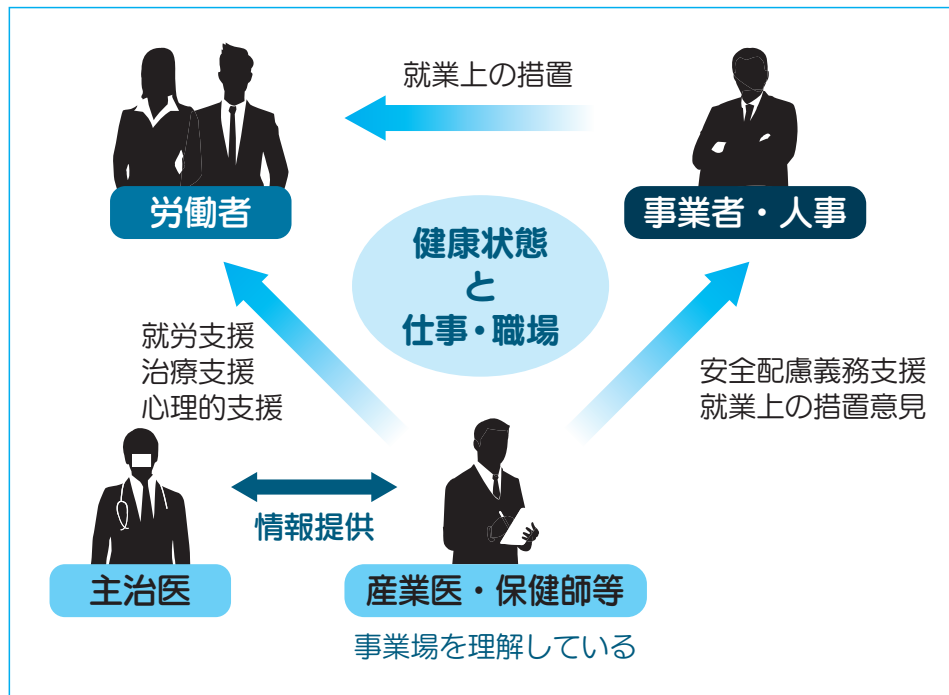 就業上の措置
労働者
事業者・人事
健康状態
と
仕事・職場
就労支援
治療支援
心理的支援
安全配慮義務支援
就業上の措置意見
情報提供
主治医
産業医・保健師等
事業場を理解している